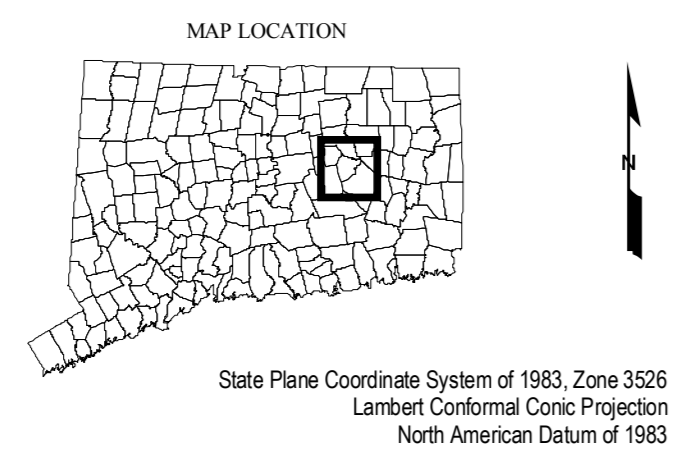 MAP LOCATION
N
State Plane Coordinate System of 1983, Zone 3526
Lambert Conformal Conic Projection
North American Datum of 1983